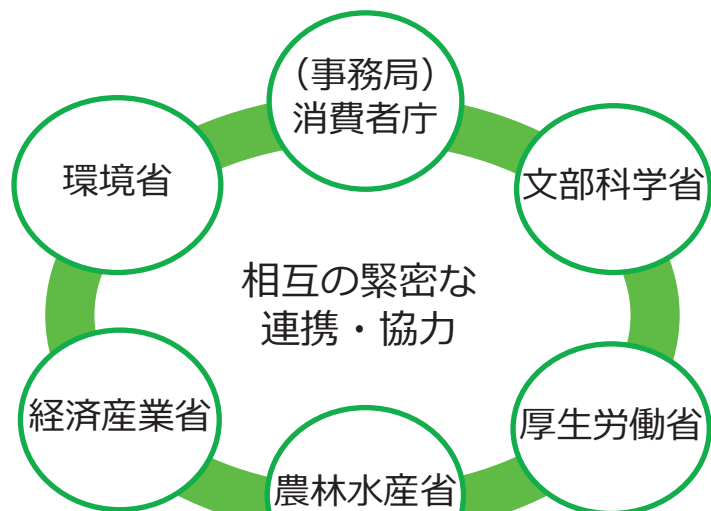 （事務局）
消費者庁
環境省
文部科学省
相互の緊密な
連携・協力
経済産業省
厚生労働省
農林水産省